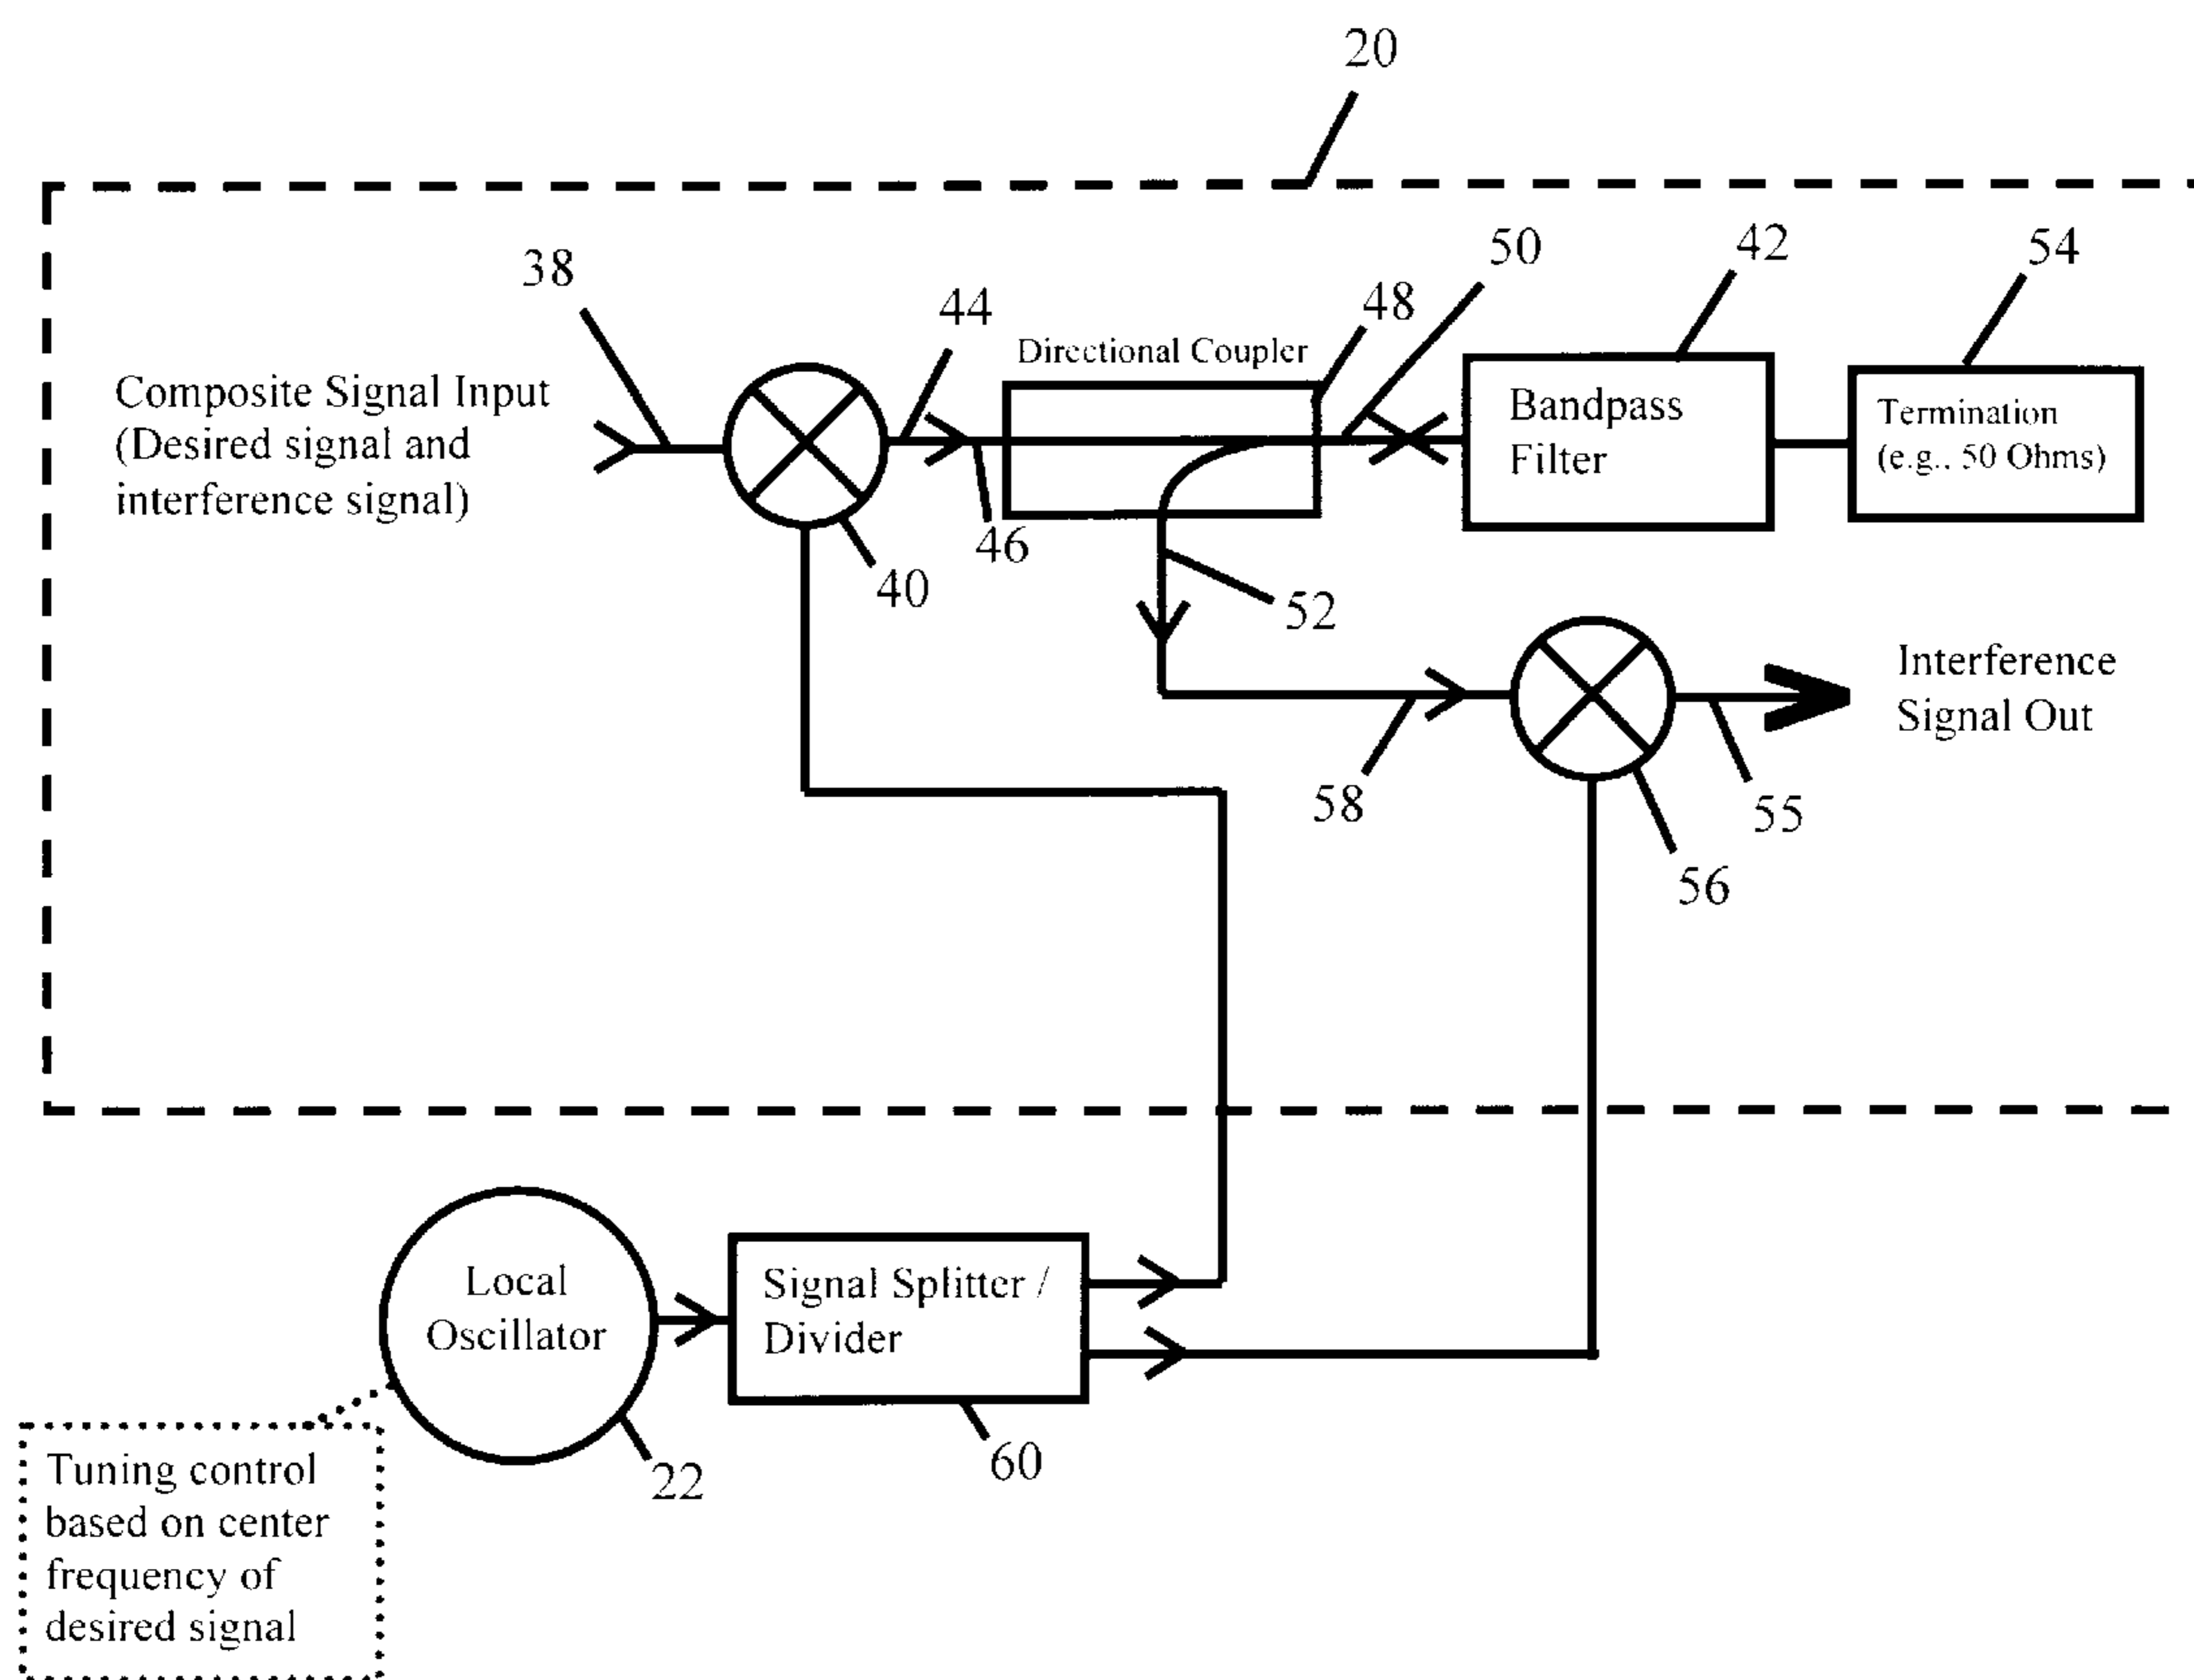 20
38
44
Directional Coupler
48
50
42
54
Composite Signal Input
(Desired signal and
interference signal)
Bandpass
Filter
Termination
(e.g., 50 Ohms)
46
40
52
Interference
Signal Out
58
55
56
Local
Oscillator
Signal Splitter /
Divider
22
60
Tuning control
based on center
frequency of
desired signal